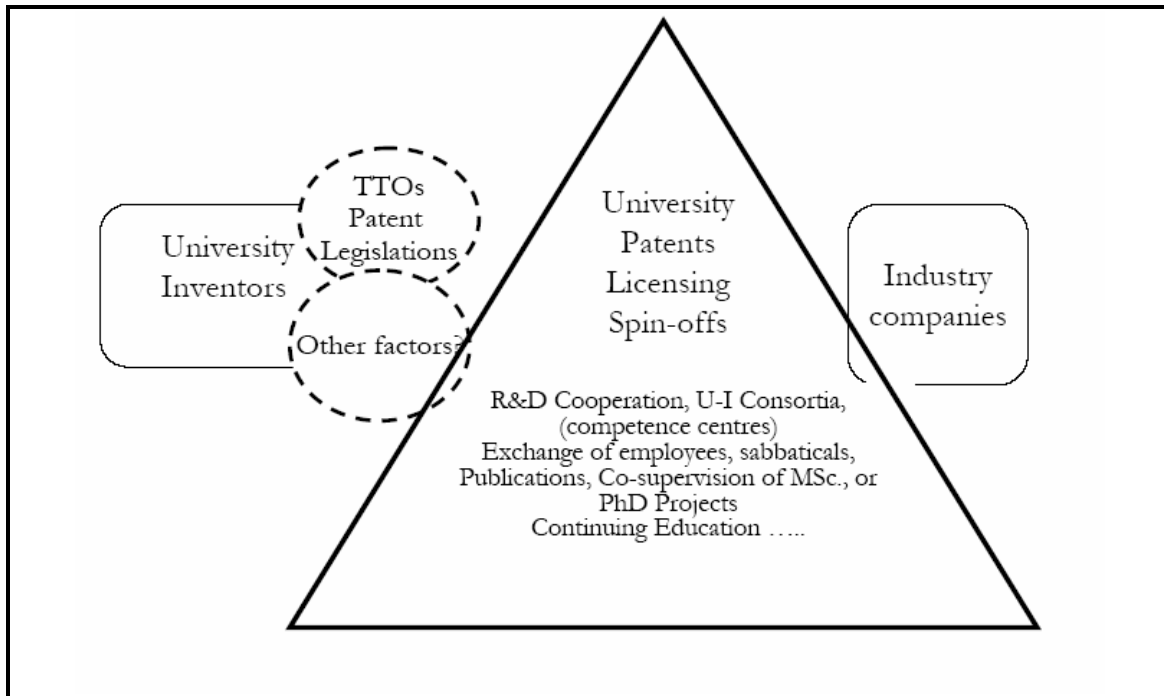 TTOs
Patent
Legislations
University
Inventors
Other factors?
University
Patents
Licensing
Spin-offs
Industry
companies
R&D Cooperation, U-I Consortia,
(competence centres)
Exchange of employees, sabbaticals,
Publications, Co-supervision of MSc., or
PhD Projects
Continuing Education …..